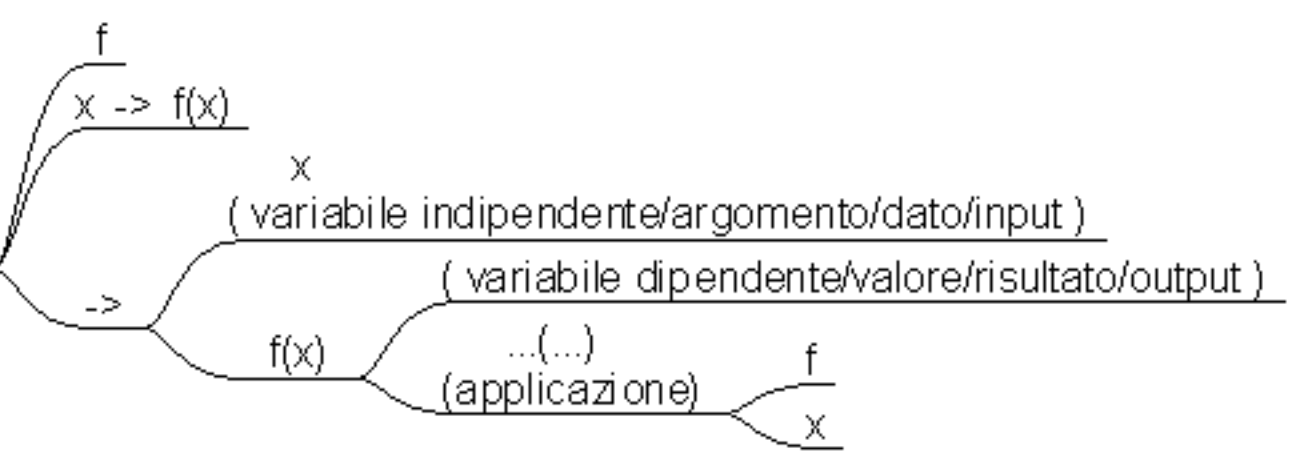 f
x -> f(x)
x
( variabile indipendente/argomento/dato/input )
( variabile dipendente/valore/risultato/output )
->
f(x)
...(...)
(applicazione)
f
x